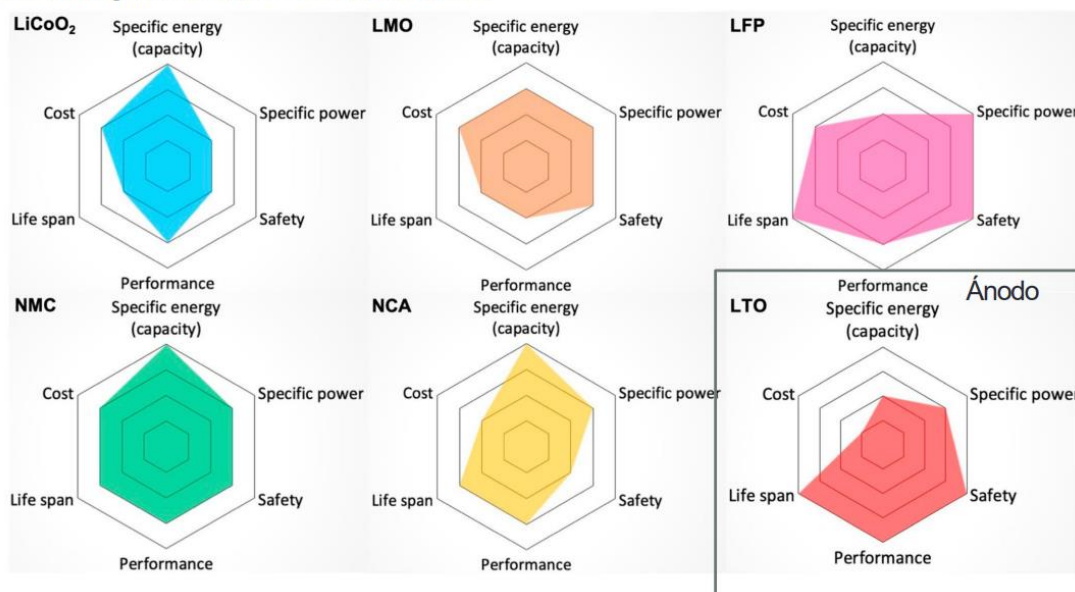 LiCoO₂
Specific energy
(capacity)
Cost
Specific power
Life span
Safety
Performance
LMO
Specific energy
(capacity)
Cost
Specific power
Life span
Safety
Performance
LFP
Specific energy
(capacity)
Cost
Specific power
Life span
Safety
Performance
NMC
Specific energy
(capacity)
Cost
Specific power
Life span
Safety
Performance
NCA
Specific energy
(capacity)
Cost
Specific power
Life span
Safety
Performance
Ánodo
LTO
Specific energy
(capacity)
Cost
Specific power
Life span
Safety
Performance